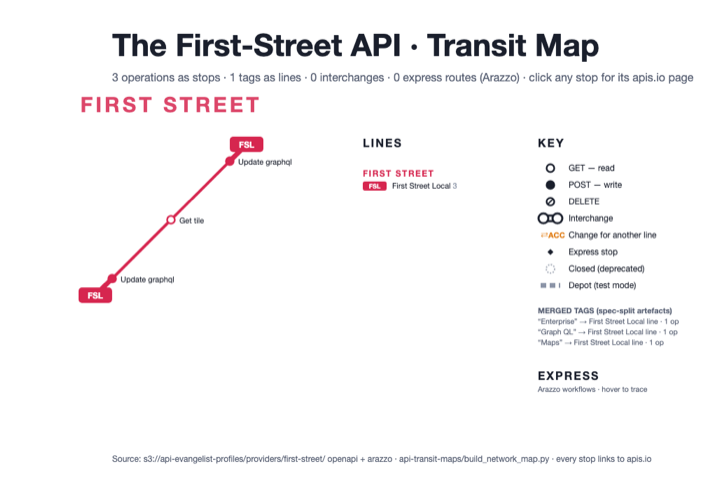 The First-Street API · Transit Map
3 operations as stops · 1 tags as lines · 0 interchanges · 0 express routes (Arazzo) · click any stop for its apis.io page
FIRST STREET
FSL
Update graphql
Get tile
Update graphql
FSL
LINES
FIRST STREET
FSL First Street Local 3
KEY
GET — read
POST — write
DELETE
Interchange
⇄ACC Change for another line
Express stop
Closed (deprecated)
Depot (test mode)
MERGED TAGS (spec-split artefacts)
"Enterprise" → First Street Local line · 1 op
"Graph QL" → First Street Local line · 1 op
"Maps" → First Street Local line · 1 op
EXPRESS
Arazzo workflows · hover to trace
Source: s3://api-evangelist-profiles/providers/first-street/ openapi + arazzo · api-transit-maps/build_network_map.py · every stop links to apis.io